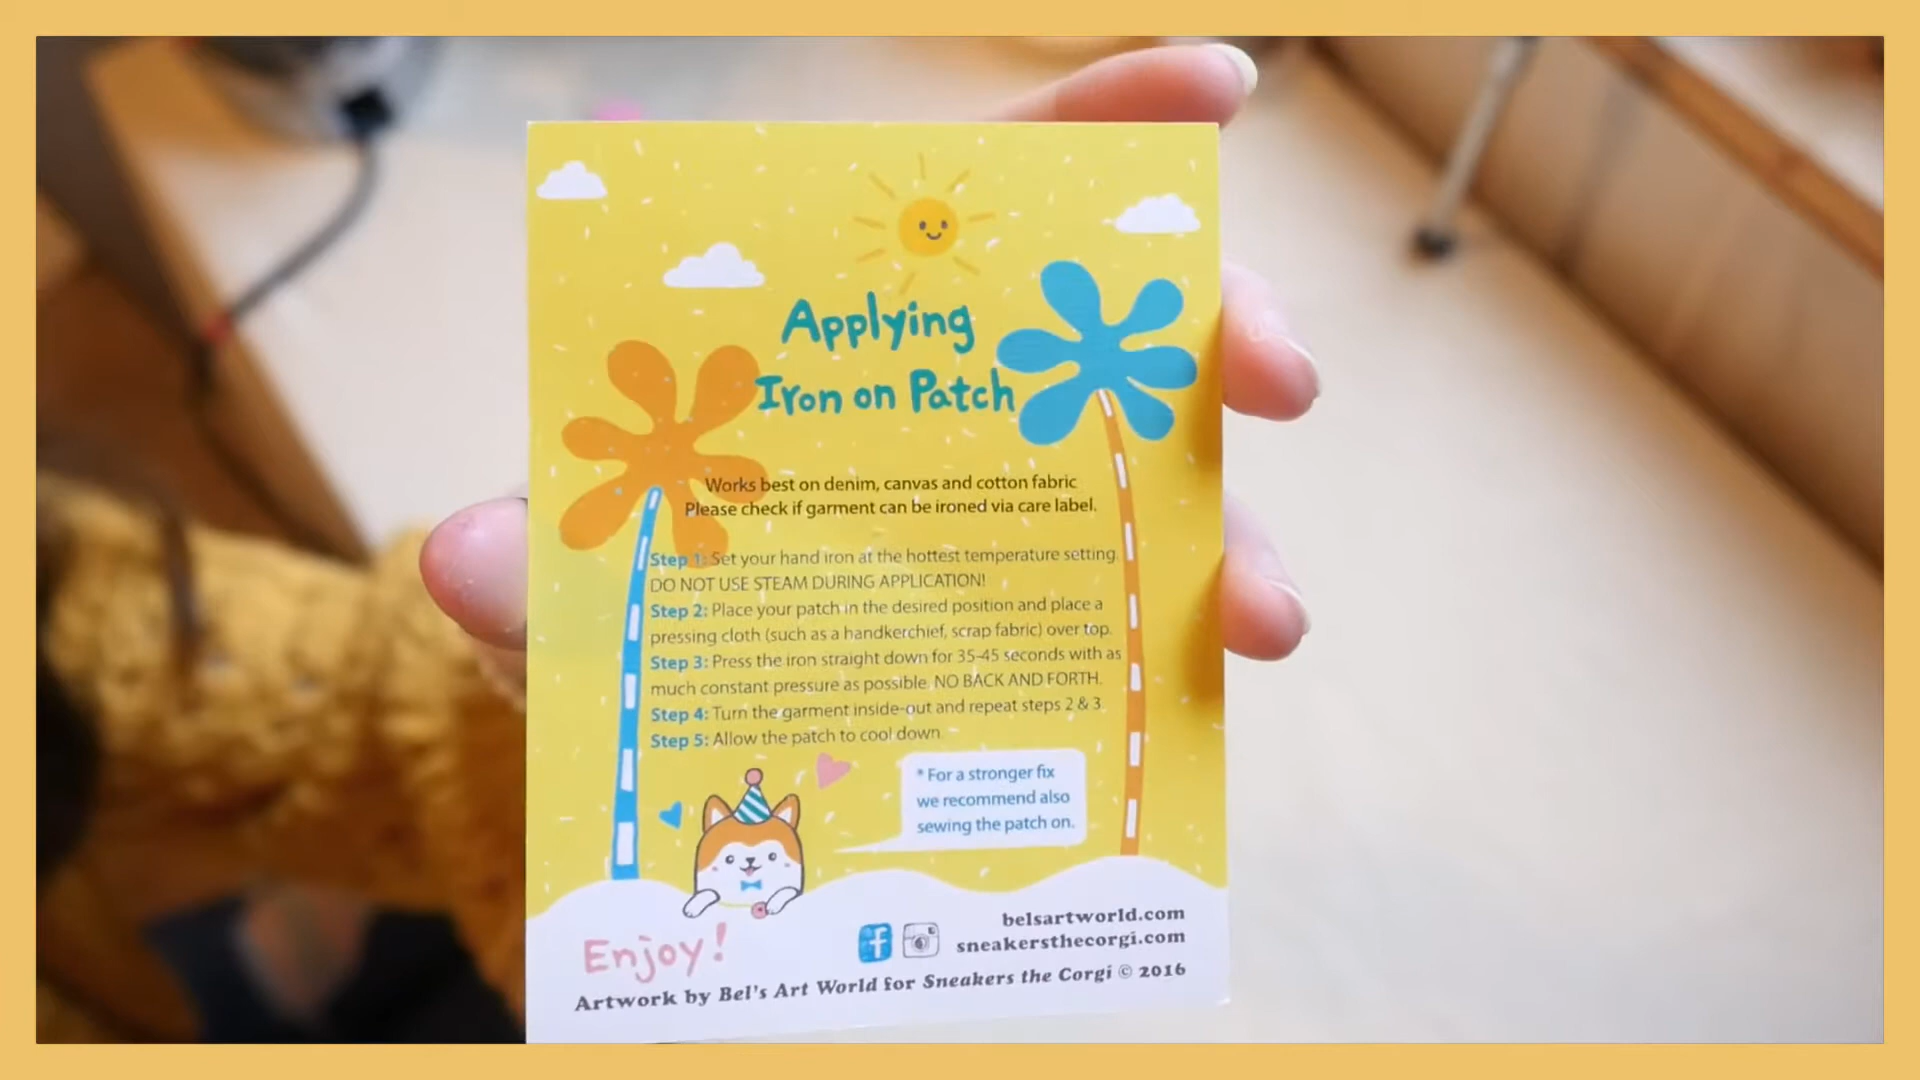 Applying
Iron on Patch
Works best on denim, canvas and cotton fabric
Please check if garment can be ironed via care label.
Step 1: Set your hand iron at the hottest temperature setting.
DO NOT USE STEAM DURING APPLICATION!
Step 2: Place your patch in the desired position and place a
pressing cloth (such as a handkerchief, scrap fabric) over top.
Step 3: Press the iron straight down for 35-45 seconds with as
much constant pressure as possible. NO BACK AND FORTH.
Step 4: Turn the garment inside-out and repeat steps 2 & 3.
Step 5: Allow the patch to cool down.
* For a stronger fix
we recommend also
sewing the patch on.
Enjoy!
f
belsartworld.com
sneakersthecorgi.com
Artwork by Bel's Art World for Sneakers the Corgi © 2016